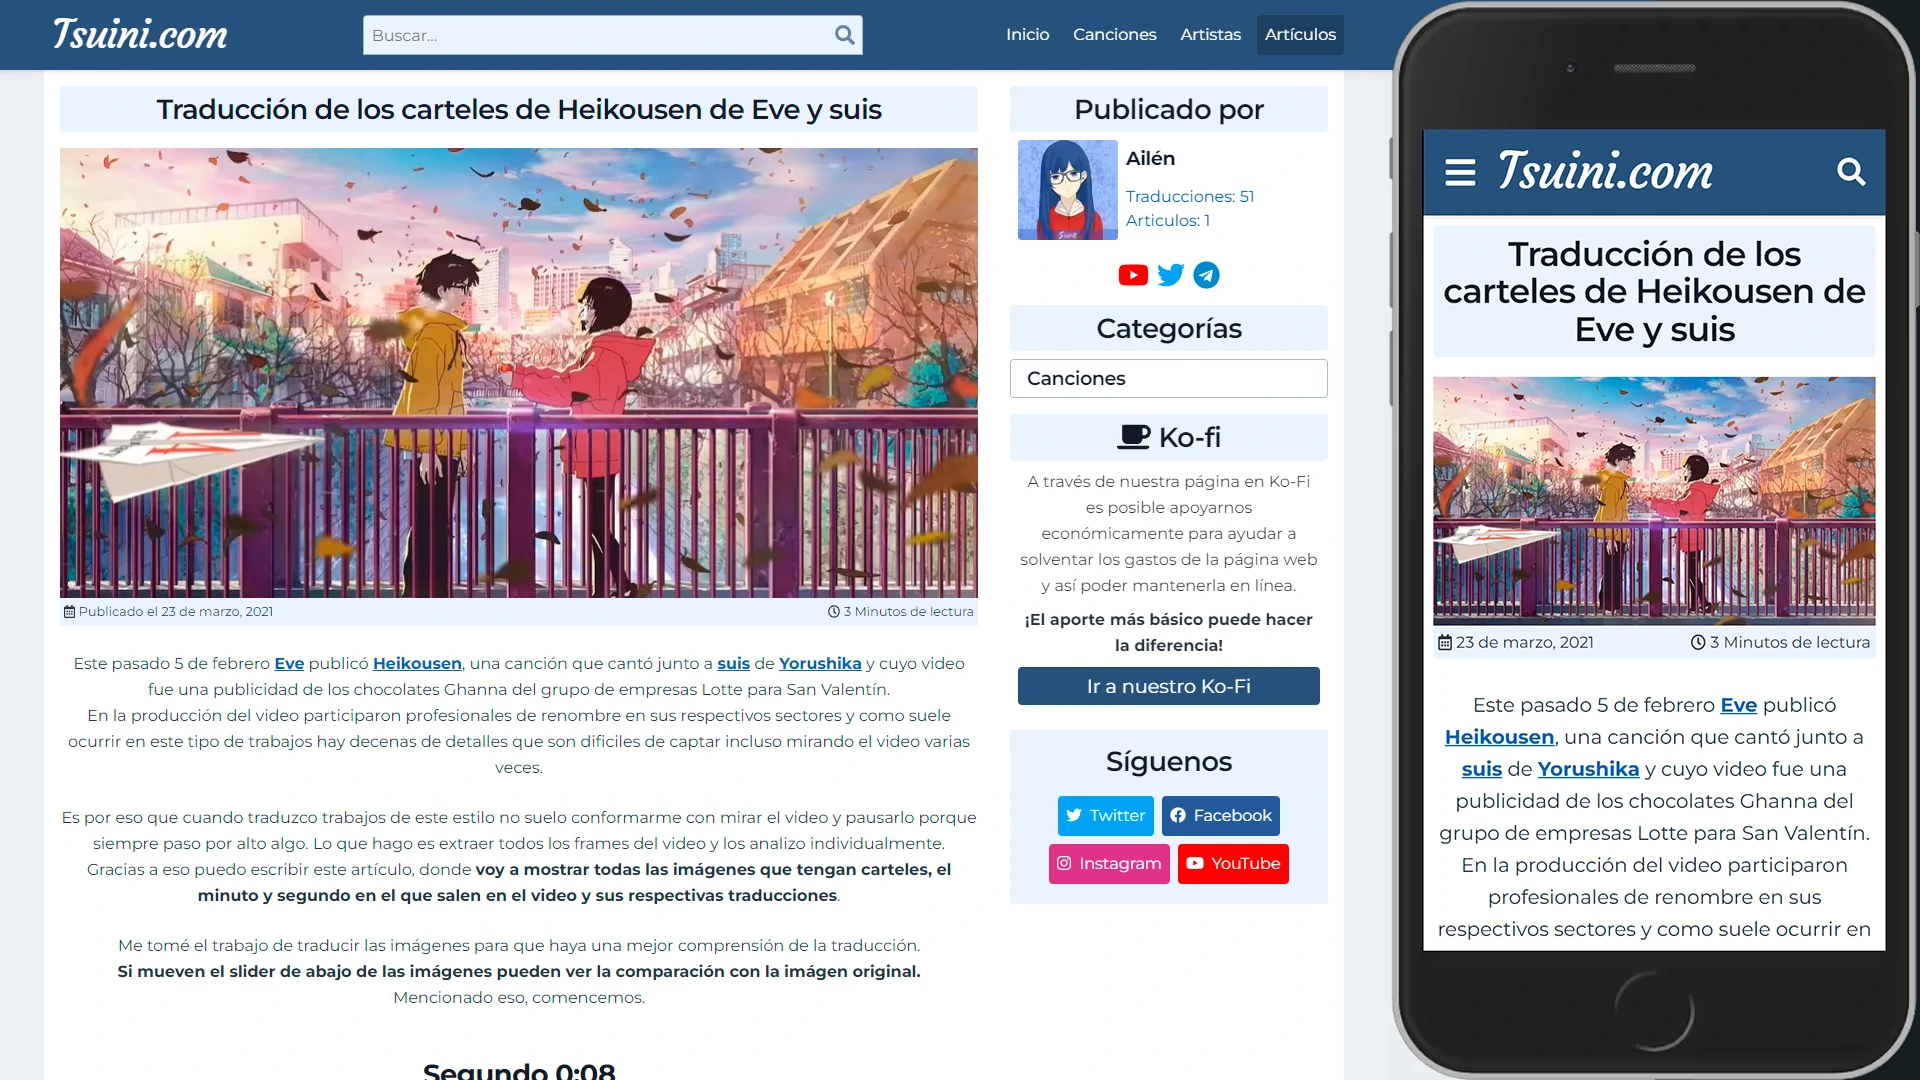 Tsuini.com
Buscar...
Inicio
Canciones
Artistas
Artículos
Traducción de los carteles de Heikousen de Eve y suis
Publicado el 23 de marzo, 2021
3 Minutos de lectura
Este pasado 5 de febrero Eve publicó Heikousen, una canción que cantó junto a suis de Yorushika y cuyo video
fue una publicidad de los chocolates Ghanna del grupo de empresas Lotte para San Valentín.
En la producción del video participaron profesionales de renombre en sus respectivos sectores y como suele
ocurrir en este tipo de trabajos hay decenas de detalles que son dificiles de captar incluso mirando el video varias
veces.
Es por eso que cuando traduzco trabajos de este estilo no suelo conformarme con mirar el video y pausarlo porque
siempre paso por alto algo. Lo que hago es extraer todos los frames del video y los analizo individualmente.
Gracias a eso puedo escribir este artículo, donde voy a mostrar todas las imágenes que tengan carteles, el
minuto y segundo en el que salen en el video y sus respectivas traducciones.
Me tomé el trabajo de traducir las imágenes para que haya una mejor comprensión de la traducción.
Si mueven el slider de abajo de las imágenes pueden ver la comparación con la imágen original.
Mencionado eso, comencemos.
Segundo 0:08
Publicado por
Ailén
Traducciones: 51
Articulos: 1
Categorías
Canciones
Ko-fi
A través de nuestra página en Ko-Fi
es posible apoyarnos
económicamente para ayudar a
solventar los gastos de la página web
y así poder mantenerla en línea.
¡El aporte más básico puede hacer
la diferencia!
Ir a nuestro Ko-Fi
Síguenos
Twitter
Facebook
Instagram
YouTube
Tsuini.com
Traducción de los
carteles de Heikousen de
Eve y suis
23 de marzo, 2021
3 Minutos de lectura
Este pasado 5 de febrero Eve publicó
Heikousen, una canción que cantó junto a
suis de Yorushika y cuyo video fue una
publicidad de los chocolates Ghanna del
grupo de empresas Lotte para San Valentín.
En la producción del video participaron
profesionales de renombre en sus
respectivos sectores y como suele ocurrir en